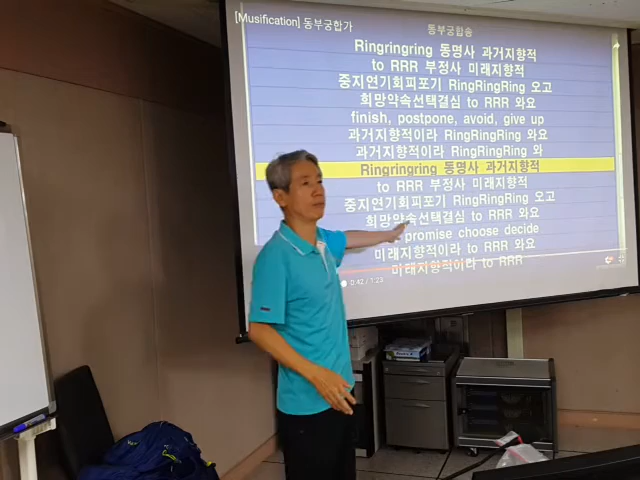 [Musification] 동부궁합가
동부궁합송
Ringringring 동명사 과거지향적
to RRR 부정사 미래지향적
중지연기회피포기 RingRingRing 오고
희망약속선택결심 to RRR 와요
finish, postpone, avoid, give up
과거지향적이라 RingRingRing 와요
과거지향적이라 RingRingRing 와
Ringringring 동명사 과거지향적
to RRR 부정사 미래지향적
중지연기회피포기 RingRingRing 오고
희망약속선택결심 to RRR 와요
promise choose decide
미래지향적이라 to RRR 와요
미래지향적이라 to RRR
0:42 / 1:23